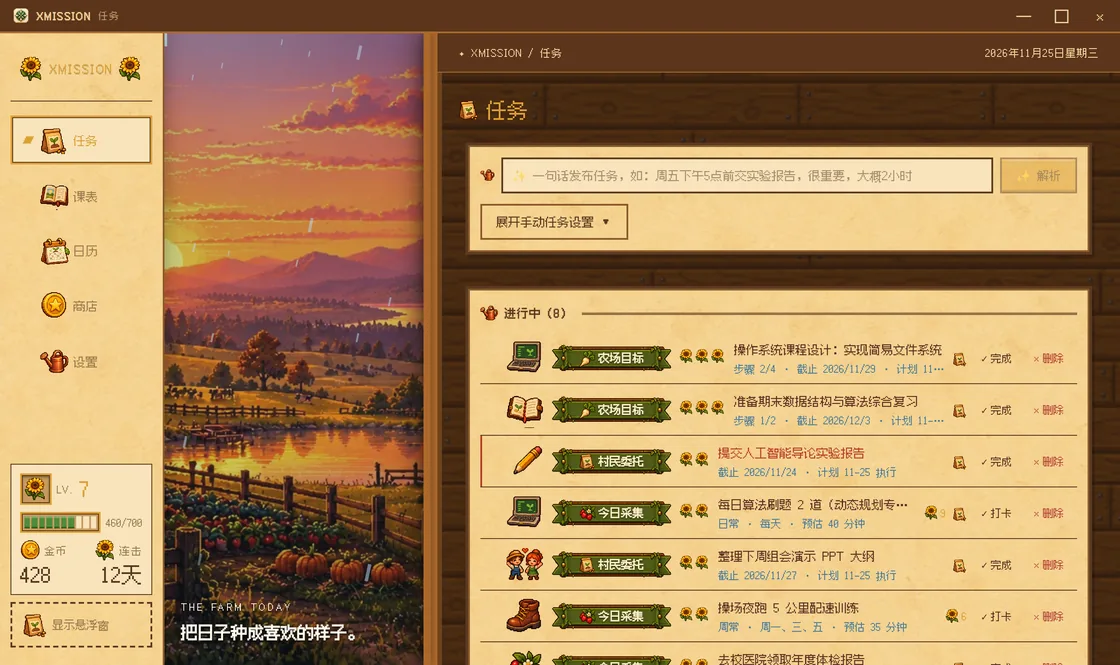 XMISSION 任务
XMISSION
任务
课表
日历
商店
设置
LV. 7
460/700
金币 连击
428 12天
显示悬浮窗
THE FARM TODAY
把日子种成喜欢的样子。
✦ XMISSION / 任务
2026年11月25日星期三
任务
✨ 一句话发布任务，如：周五下午5点前交实验报告，很重要，大概2小时
✨ 解析
展开手动任务设置 ▼
进行中 (8)
农场目标 操作系统课程设计：实现简易文件系统 ✓完成 ×删除
步骤 2/4 · 截止 2026/11/29 · 计划 11…
农场目标 准备期末数据结构与算法综合复习 ✓完成 ×删除
步骤 1/2 · 截止 2026/12/3 · 计划 11-…
村民委托 提交人工智能导论实验报告 ✓完成 ×删除
截止 2026/11/24 · 计划 11-25 执行
今日采集 每日算法刷题 2 道（动态规划专… 9 ✓打卡 ×删除
日常 · 每天 · 预估 40 分钟
村民委托 整理下周组会演示 PPT 大纲 ✓完成 ×删除
截止 2026/11/27 · 计划 11-25 执行
今日采集 操场夜跑 5 公里配速训练 6 ✓打卡 ×删除
周常 · 周一、三、五 · 预估 35 分钟
今日采集 去校医院领取年度体检报告 ✓完成 ×删除